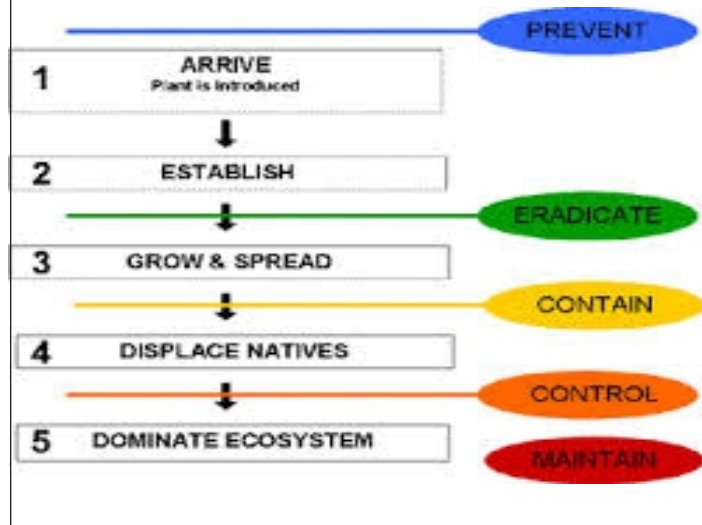 PREVENT
1 ARRIVE
Plant is introduced
2 ESTABLISH
ERADICATE
3 GROW & SPREAD
CONTAIN
4 DISPLACE NATIVES
CONTROL
5 DOMINATE ECOSYSTEM
MAINTAIN